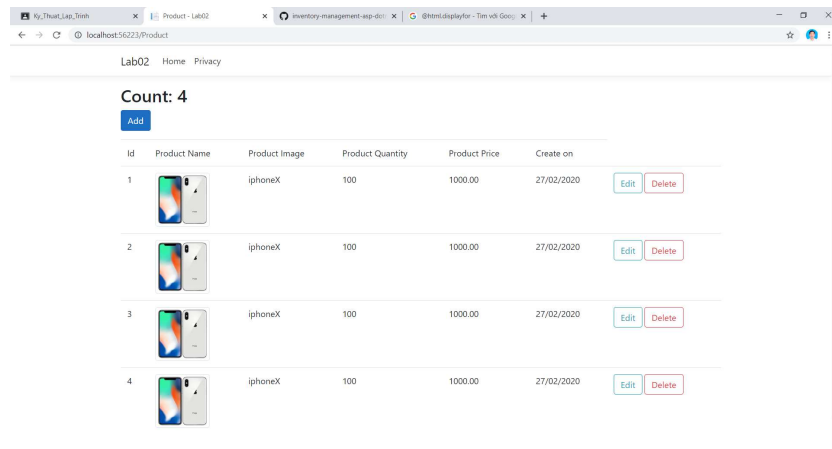 Ky_Thuat_Lap_Trinh
Product - Lab02
inventory-management-asp-dot
@html.displayfor - Tìm với Goog
localhost:56223/Product
Lab02 Home Privacy
Count: 4
Add
Id Product Name Product Image Product Quantity Product Price Create on
1 iphoneX 100 1000.00 27/02/2020 Edit Delete
2 iphoneX 100 1000.00 27/02/2020 Edit Delete
3 iphoneX 100 1000.00 27/02/2020 Edit Delete
4 iphoneX 100 1000.00 27/02/2020 Edit Delete